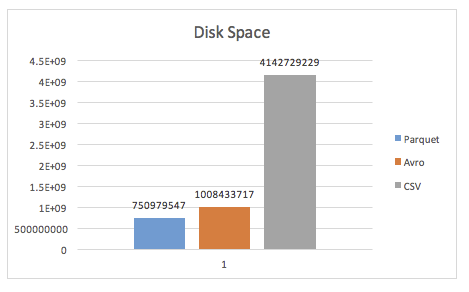 Disk Space
4.5E+09
4E+09
3.5E+09
3E+09
2.5E+09
2E+09
1.5E+09
1E+09
500000000
0
750979547
1008433717
4142729229
1
Parquet
Avro
CSV